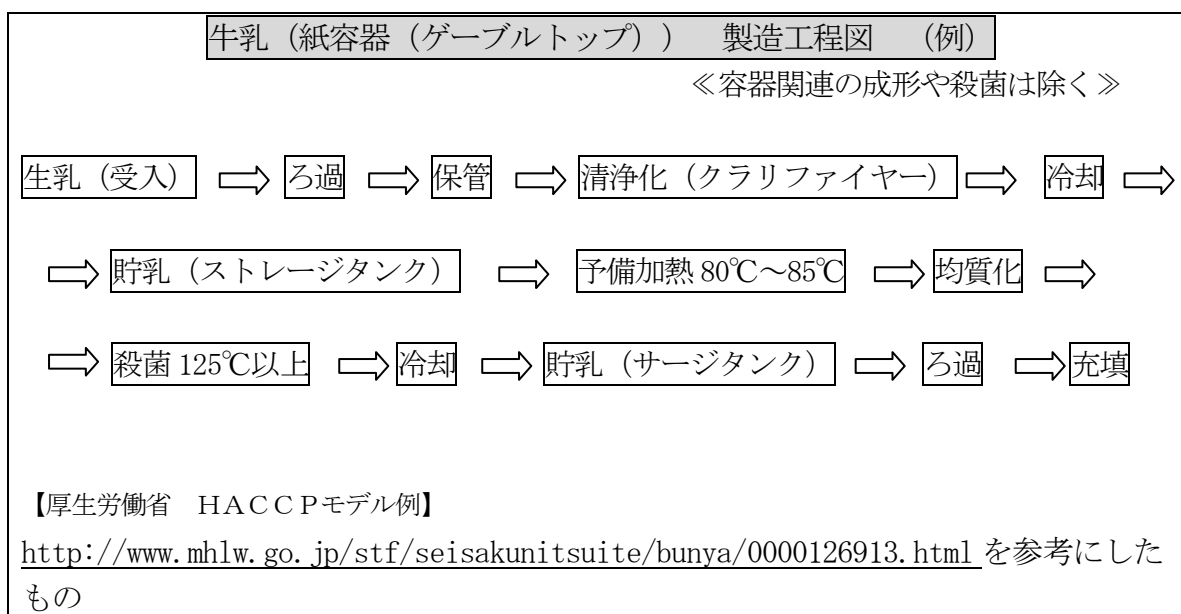 牛乳（紙容器（ゲーブルトップ））　製造工程図　（例）
≪容器関連の成形や殺菌は除く≫
生乳（受入） ⇨ ろ過 ⇨ 保管 ⇨ 清浄化（クラリファイヤー） ⇨ 冷却 ⇨
⇨ 貯乳（ストレージタンク） ⇨ 予備加熱 80℃～85℃ ⇨ 均質化 ⇨
⇨ 殺菌 125℃以上 ⇨ 冷却 ⇨ 貯乳（サージタンク） ⇨ ろ過 ⇨ 充填
【厚生労働省　ＨＡＣＣＰモデル例】
http://www.mhlw.go.jp/stf/seisakunitsuite/bunya/0000126913.html を参考にした
もの